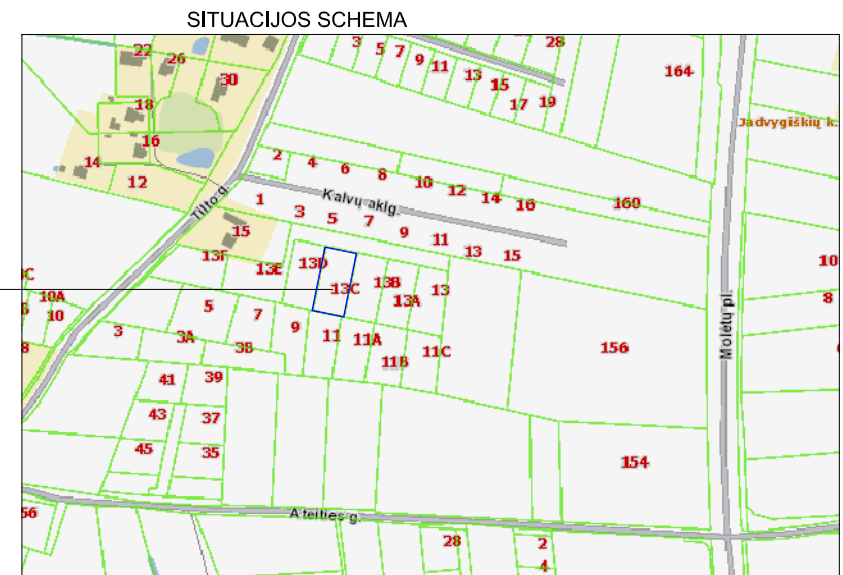 SITUACIJOS SCHEMA
3 5 7 9 11 13 15 17 19
28
164
22 26 30
18
16
14
12
Jadvygiškių k.
2 4 6 8 10 12 14 16 160
Kalvų aklg.
Tilto g.
1 3 5 7 9 11 13 15
15
13F 13E 13D 13C 13B 13A 13
10
8
10A
10
8
5 7 9 11 11A 11B 11C
3 3A 3B
156
Molėtų pl.
41 39
43 37
45 35
154
56
Ateities g.
28
2
4